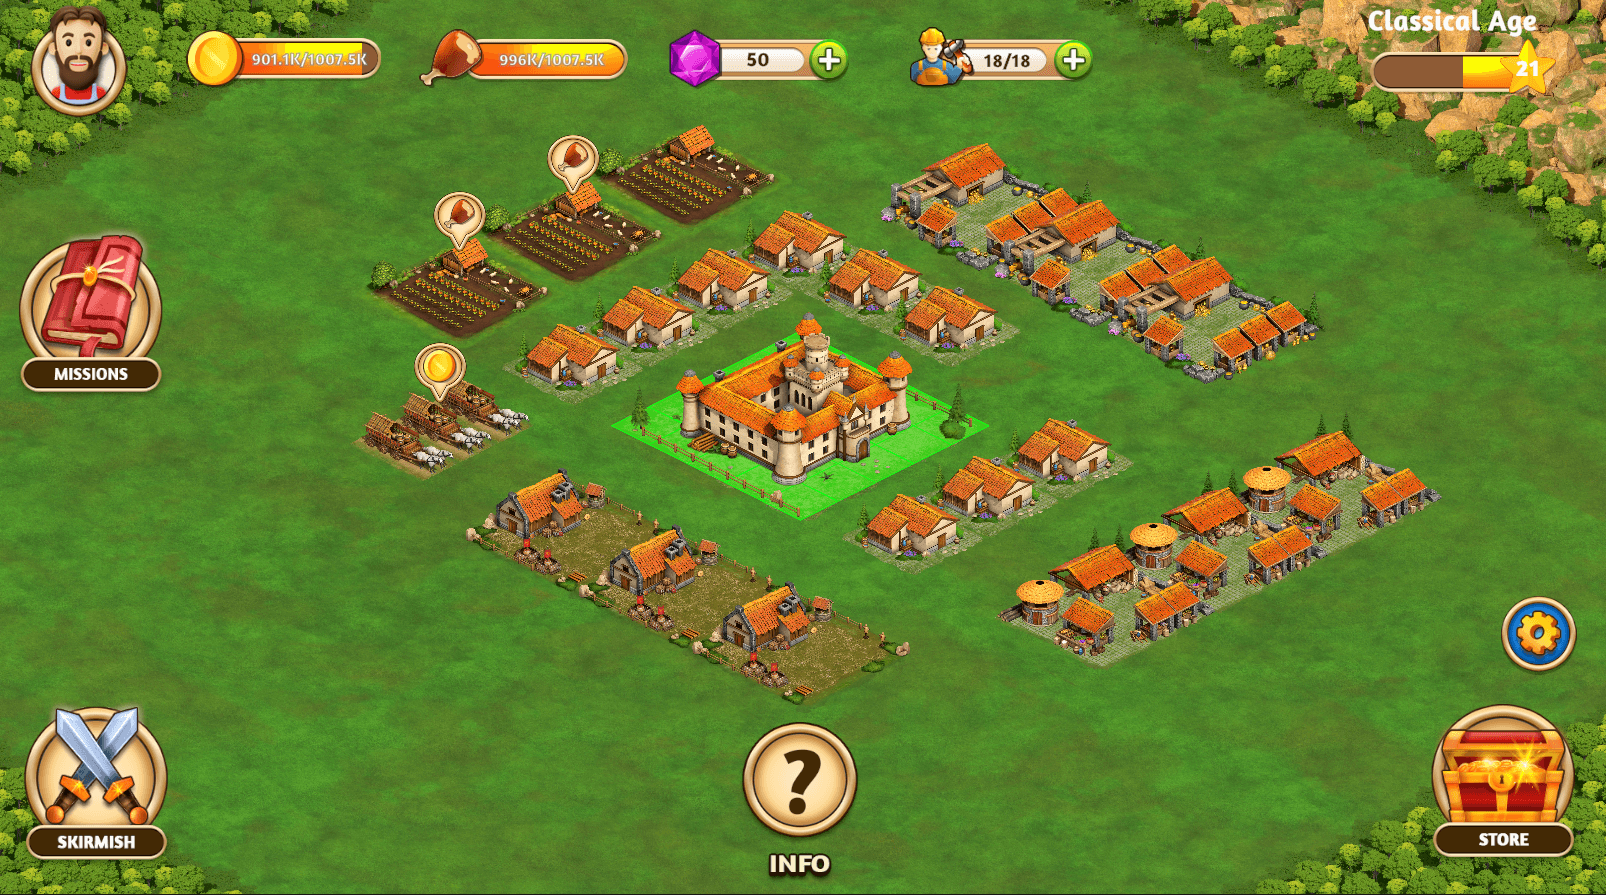 Classical Age
901.1K/1007.5K
996K/1007.5K
50
18/18
21
MISSIONS
SKIRMISH
?
INFO
STORE